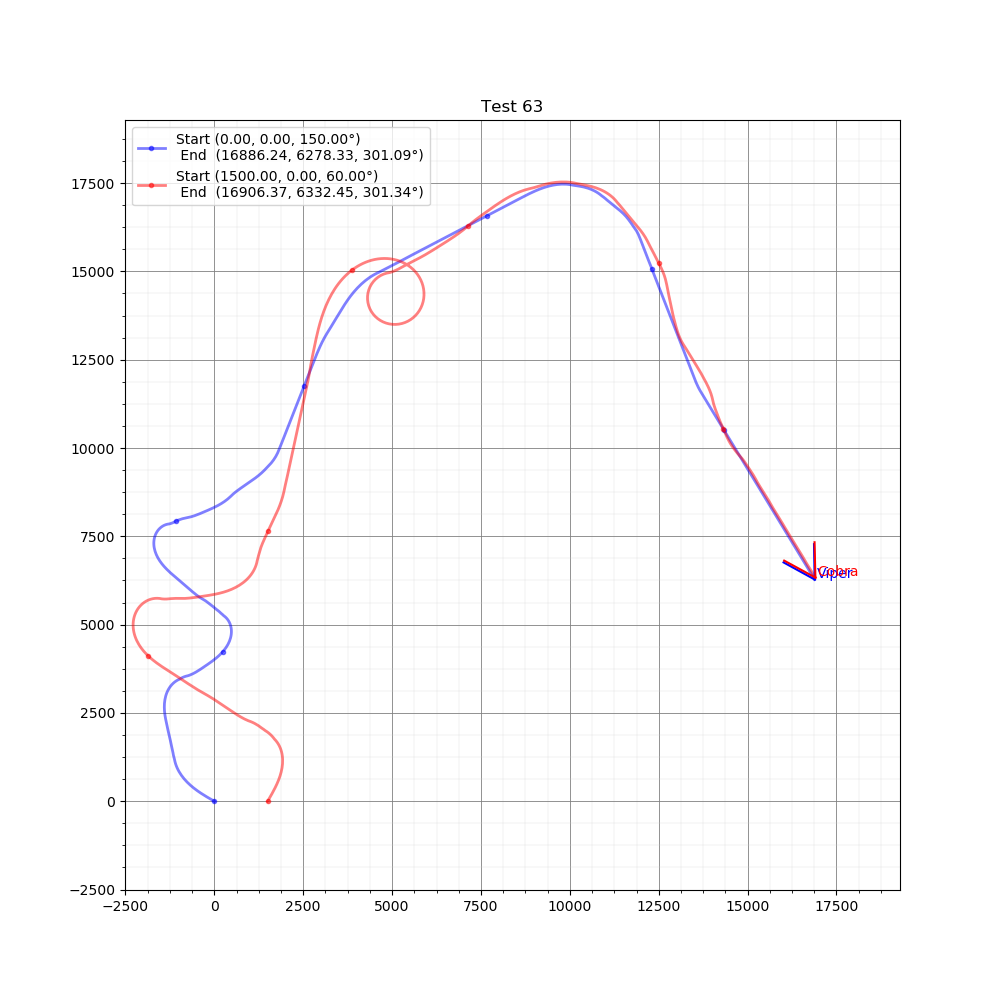 Test 63
Start (0.00, 0.00, 150.00°)
End (16886.24, 6278.33, 301.09°)
Start (1500.00, 0.00, 60.00°)
End (16906.37, 6332.45, 301.34°)
17500
15000
12500
10000
7500
5000
2500
0
−2500
Cobra
Viper
−2500 0 2500 5000 7500 10000 12500 15000 17500